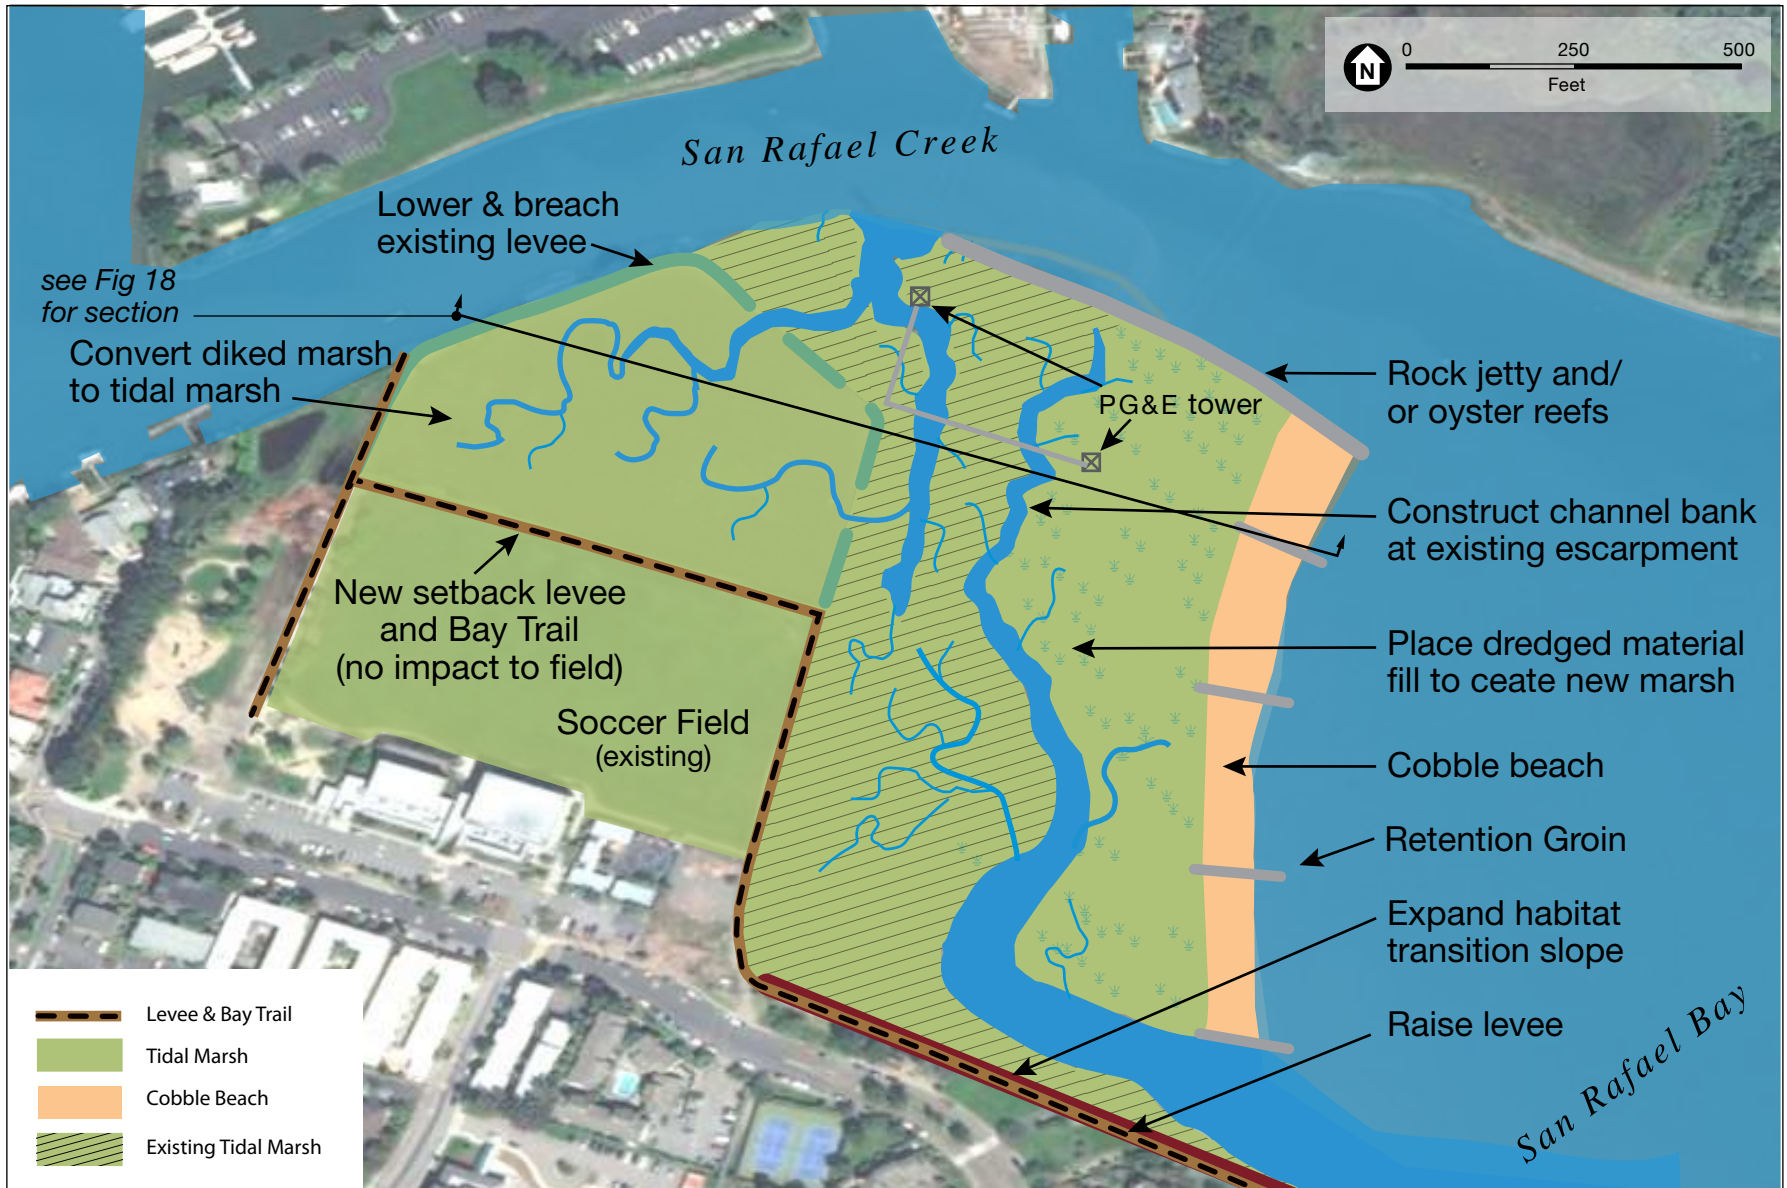 N
0 250 500
Feet
San Rafael Creek
Lower & breach
existing levee
see Fig 18
for section
Convert diked marsh
to tidal marsh
PG&E tower
Rock jetty and/
or oyster reefs
Construct channel bank
at existing escarpment
New setback levee
and Bay Trail
(no impact to field)
Place dredged material
fill to ceate new marsh
Soccer Field
(existing)
Cobble beach
Retention Groin
Expand habitat
transition slope
Raise levee
San Rafael Bay
Levee & Bay Trail
Tidal Marsh
Cobble Beach
Existing Tidal Marsh